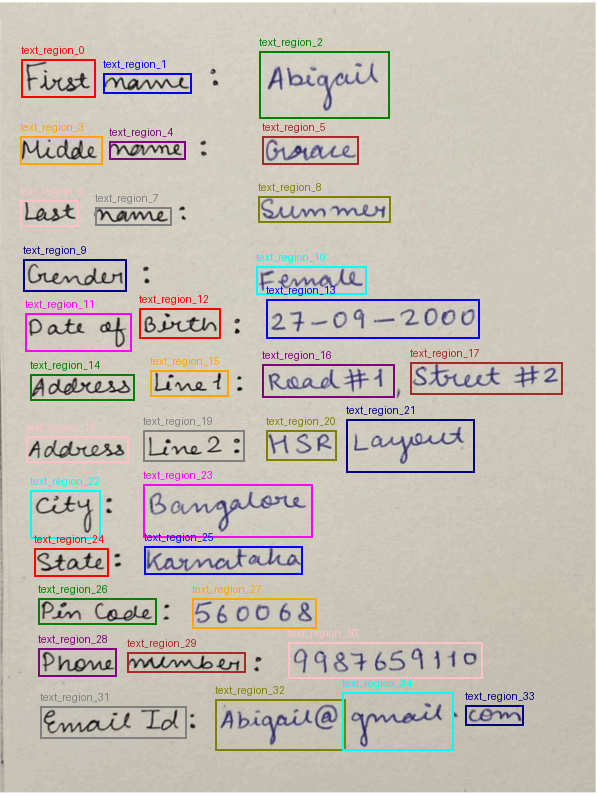 text_region_0 text_region_1 text_region_2
First name : Abigail
text_region_3 text_region_4 text_region_5
Midde name : Grace
text_region_6 text_region_7 text_region_8
Last name : Summer
text_region_9 text_region_10
Gender : Female
text_region_11 text_region_12 text_region_13
Date of Birth : 27-09-2000
text_region_14 text_region_15 text_region_16 text_region_17
Address Line 1 : Road #1, Street #2
text_region_18 text_region_19 text_region_20 text_region_21
Address Line 2 : HSR Layout
text_region_22 text_region_23
City : Bangalore
text_region_24 text_region_25
State : Karnataka
text_region_26 text_region_27
Pin Code : 560068
text_region_28 text_region_29 text_region_30
Phone number : 9987659110
text_region_31 text_region_32 text_region_34 text_region_33
Email Id : Abigail@gmail.com